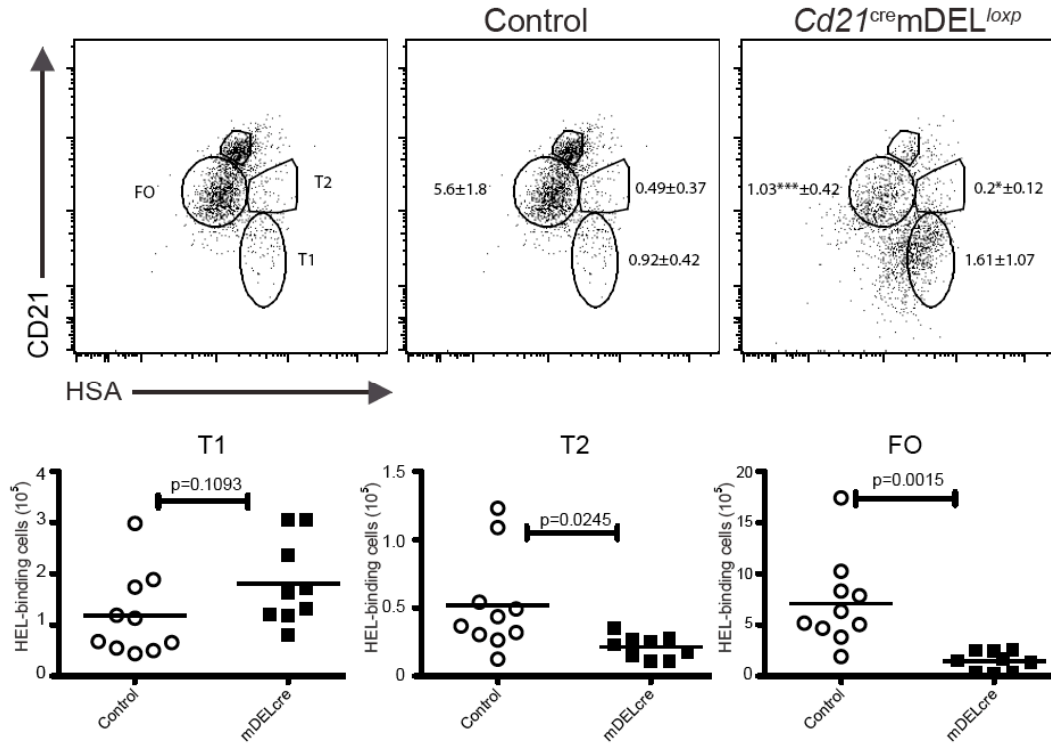 Control
Cd21cremDELloxp
CD21
FO
T2
T1
5.6±1.8
0.49±0.37
0.92±0.42
1.03***±0.42
0.2*±0.12
1.61±1.07
HSA
T1
HEL-binding cells (10⁵)
4
3
2
1
0
p=0.1093
Control
mDELcre
T2
HEL-binding cells (10⁵)
1.5
1.0
0.5
0
p=0.0245
Control
mDELcre
FO
HEL-binding cells (10⁵)
20
15
10
5
0
p=0.0015
Control
mDELcre